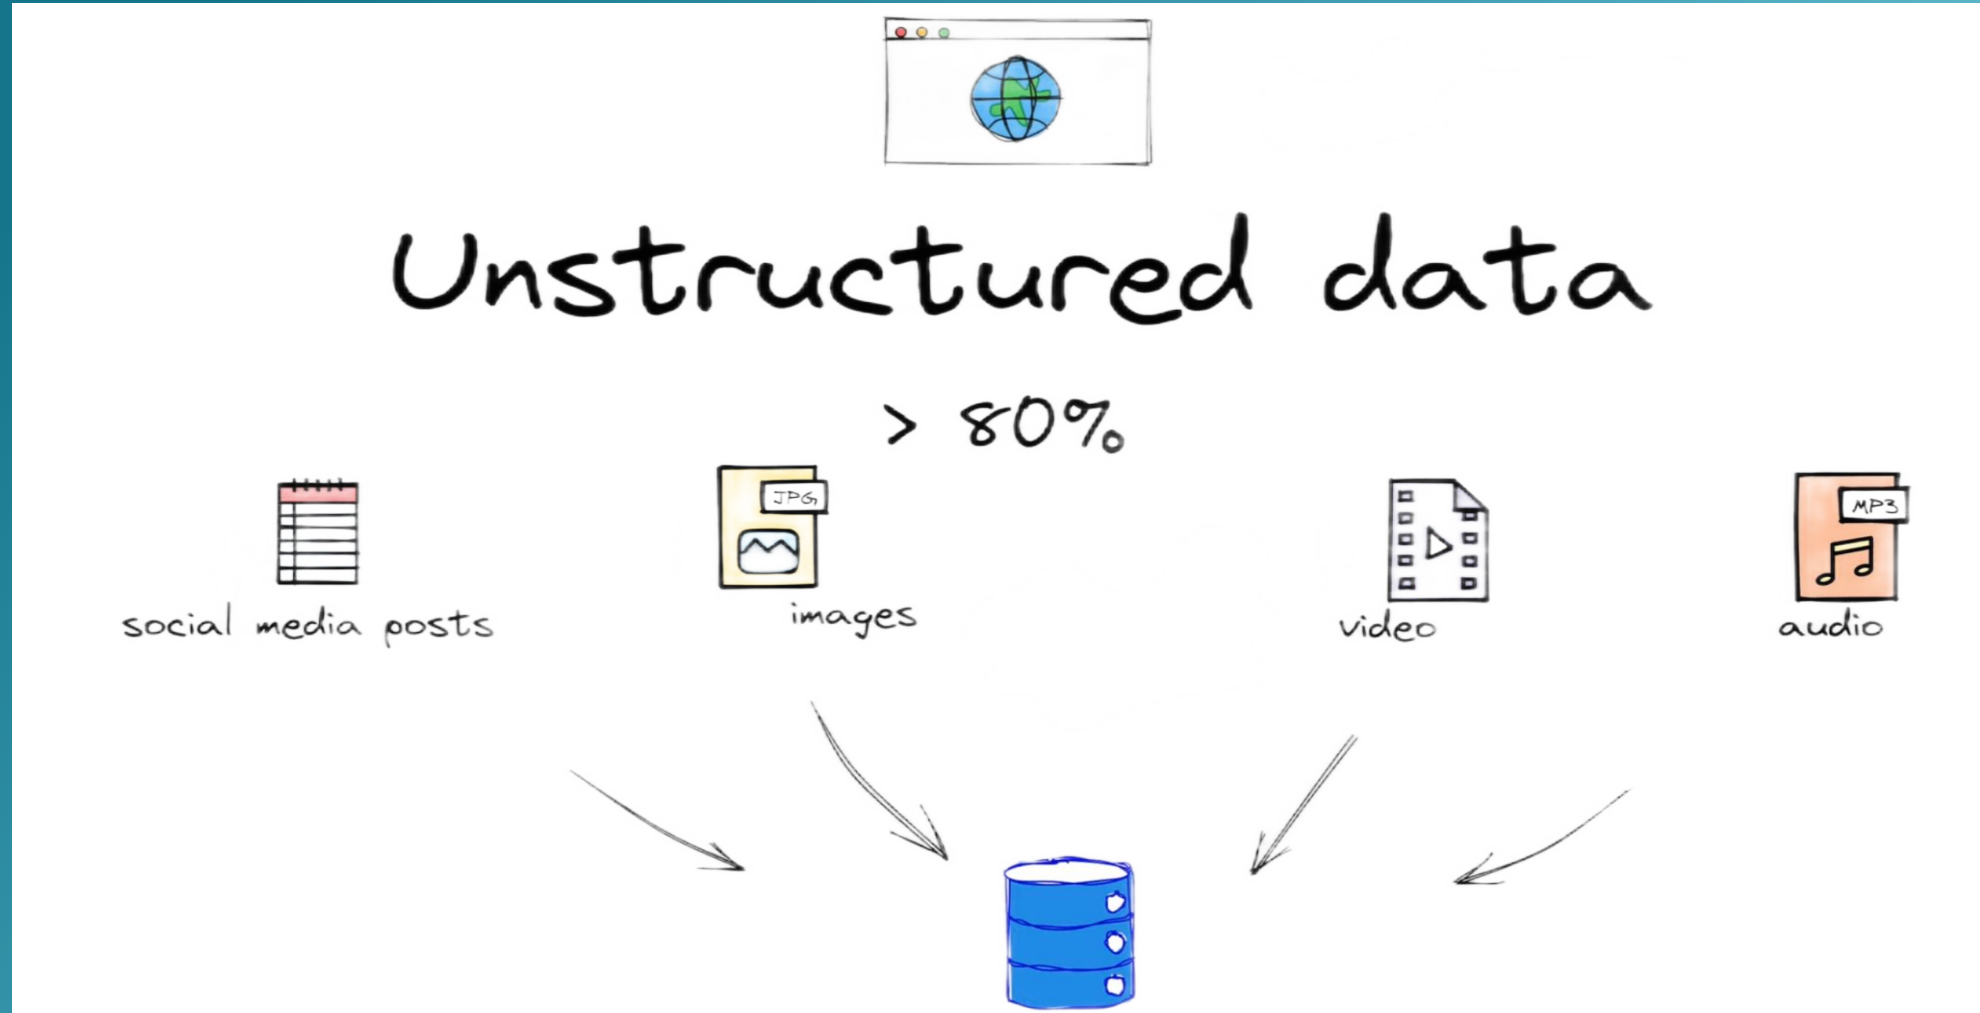 Unstructured data
> 80%
JPG
MP3
social media posts
images
video
audio